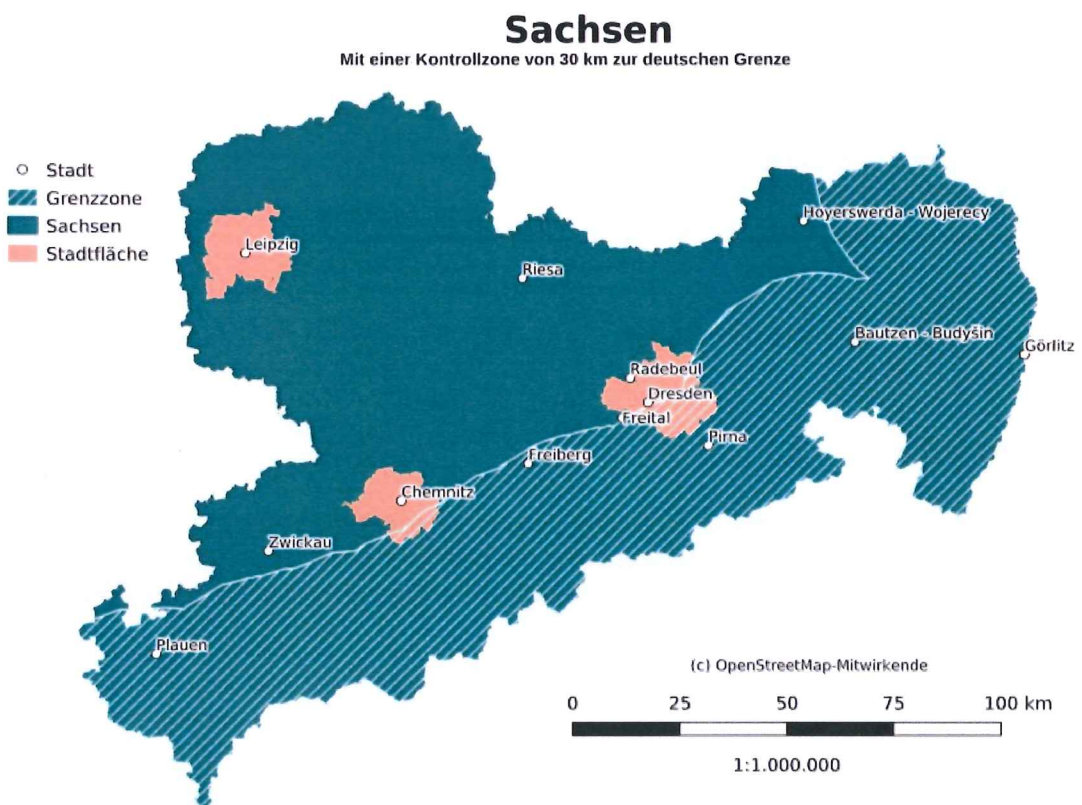 Sachsen
Mit einer Kontrollzone von 30 km zur deutschen Grenze
Stadt
Grenzzone
Sachsen
Stadtfläche
Hoyerswerda - Wojerecy
Leipzig
Riesa
Bautzen - Budyšin
Görlitz
Radebeul
Dresden
Freital
Pirna
Freiberg
Chemnitz
Zwickau
Plauen
(c) OpenStreetMap-Mitwirkende
0 25 50 75 100 km
1:1.000.000